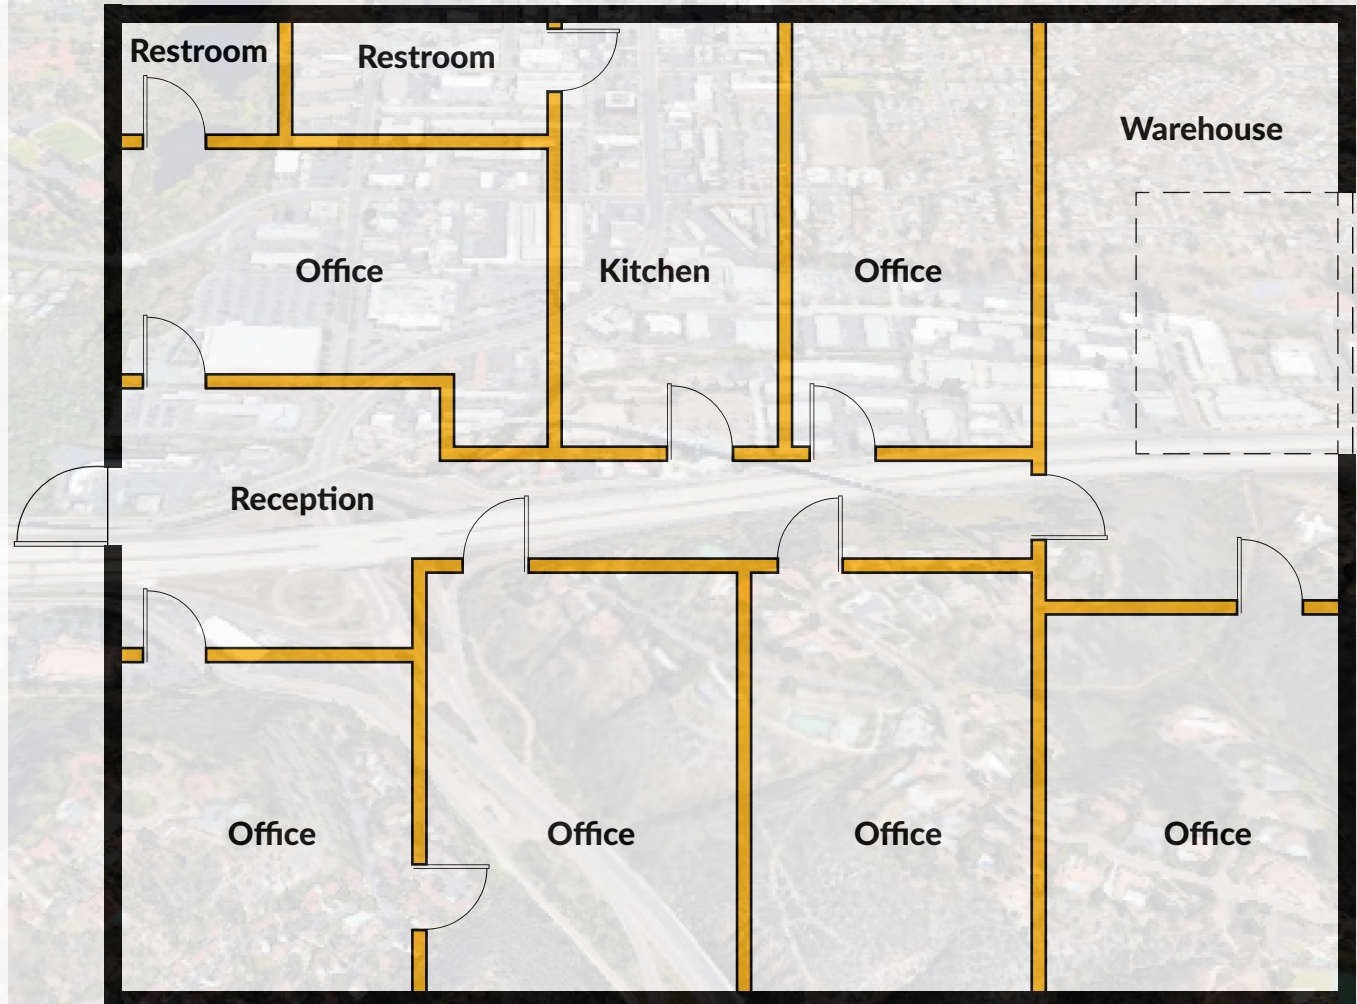 Restroom
Restroom
Warehouse
Office
Kitchen
Office
Reception
Office
Office
Office
Office